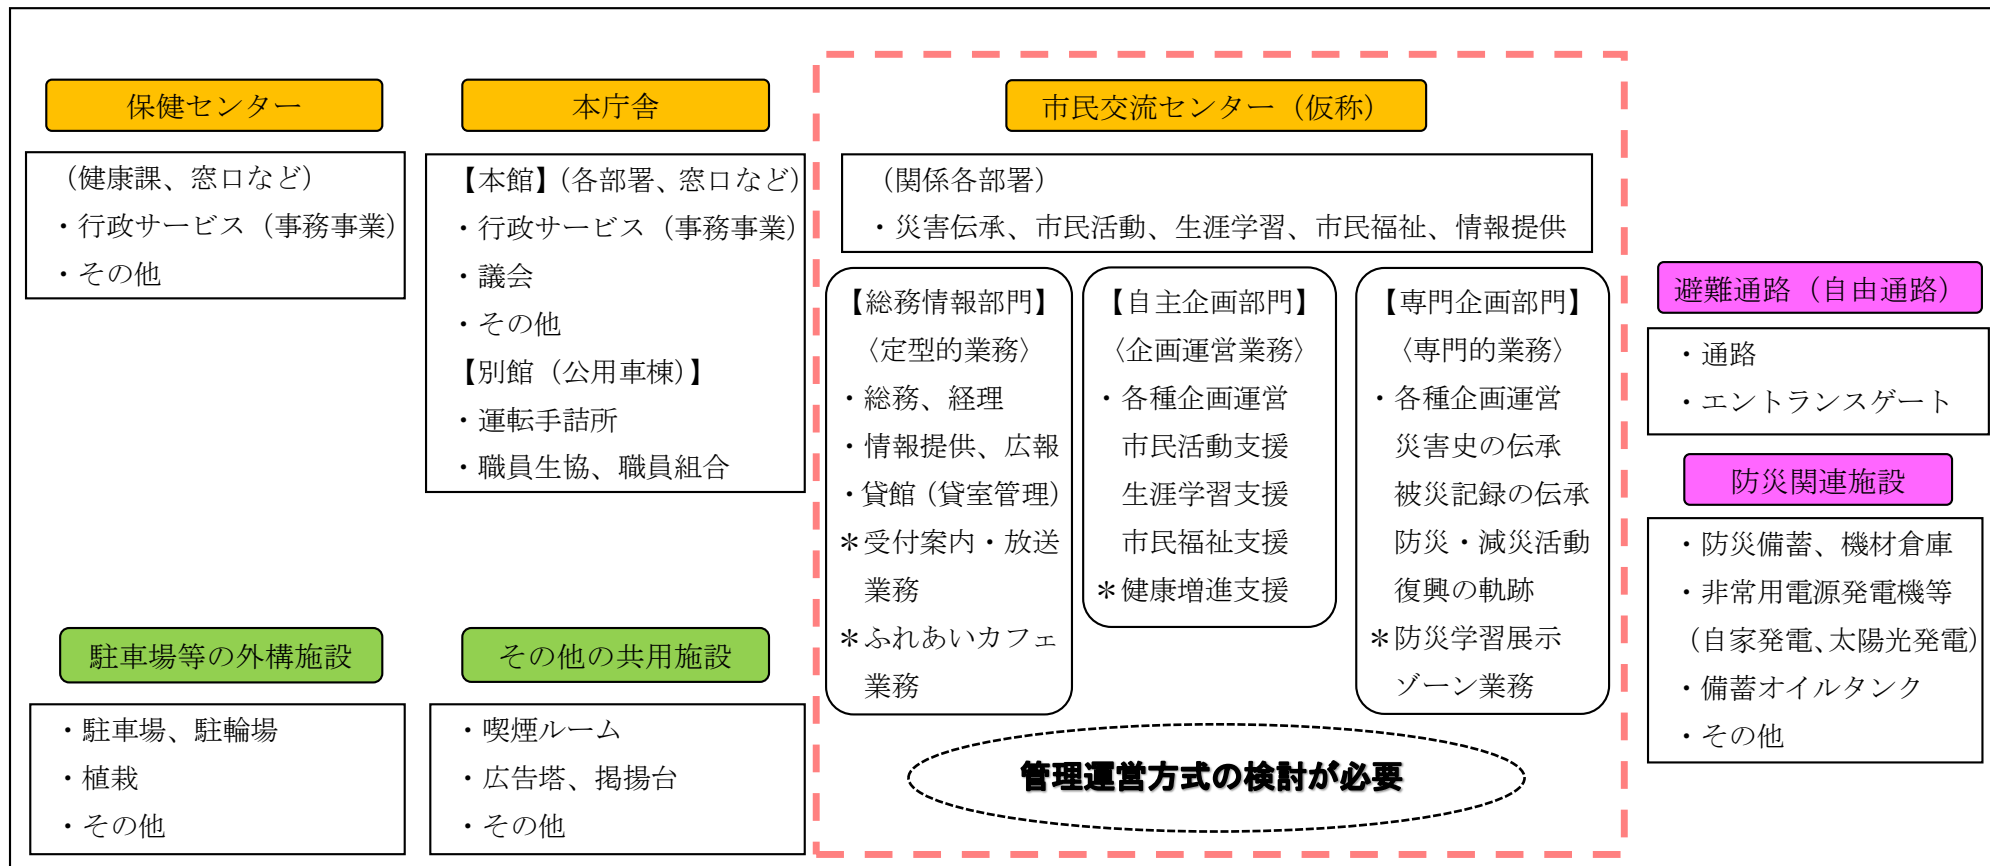 保健センター
(健康課、窓口など)
・行政サービス(事務事業)
・その他
本庁舎
【本館】(各部署、窓口など)
・行政サービス(事務事業)
・議会
・その他
【別館(公用車棟)】
・運転手詰所
・職員生協、職員組合
駐車場等の外構施設
・駐車場、駐輪場
・植栽
・その他
その他の共用施設
・喫煙ルーム
・広告塔、掲揚台
・その他
市民交流センター(仮称)
(関係各部署)
・災害伝承、市民活動、生涯学習、市民福祉、情報提供
【総務情報部門】
〈定型的業務〉
・総務、経理
・情報提供、広報
・貸館(貸室管理)
＊受付案内・放送
業務
＊ふれあいカフェ
業務
【自主企画部門】
〈企画運営業務〉
・各種企画運営
市民活動支援
生涯学習支援
市民福祉支援
＊健康増進支援
【専門企画部門】
〈専門的業務〉
・各種企画運営
災害史の伝承
被災記録の伝承
防災・減災活動
復興の軌跡
＊防災学習展示
ゾーン業務
管理運営方式の検討が必要
避難通路(自由通路)
・通路
・エントランスゲート
防災関連施設
・防災備蓄、機材倉庫
・非常用電源発電機等
(自家発電、太陽光発電)
・備蓄オイルタンク
・その他